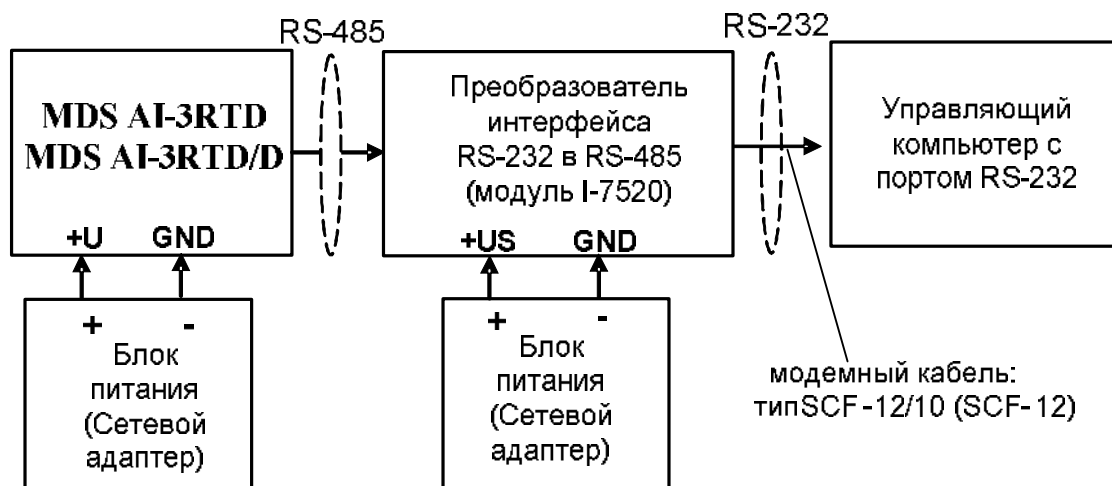 RS-485
RS-232
MDS AI-3RTD
MDS AI-3RTD/D
+U GND
Преобразователь
интерфейса
RS-232 в RS-485
(модуль I-7520)
+US GND
Управляющий
компьютер с
портом RS-232
+ -
Блок
питания
(Сетевой
адаптер)
+ -
Блок
питания
(Сетевой
адаптер)
модемный кабель:
типSCF-12/10 (SCF-12)